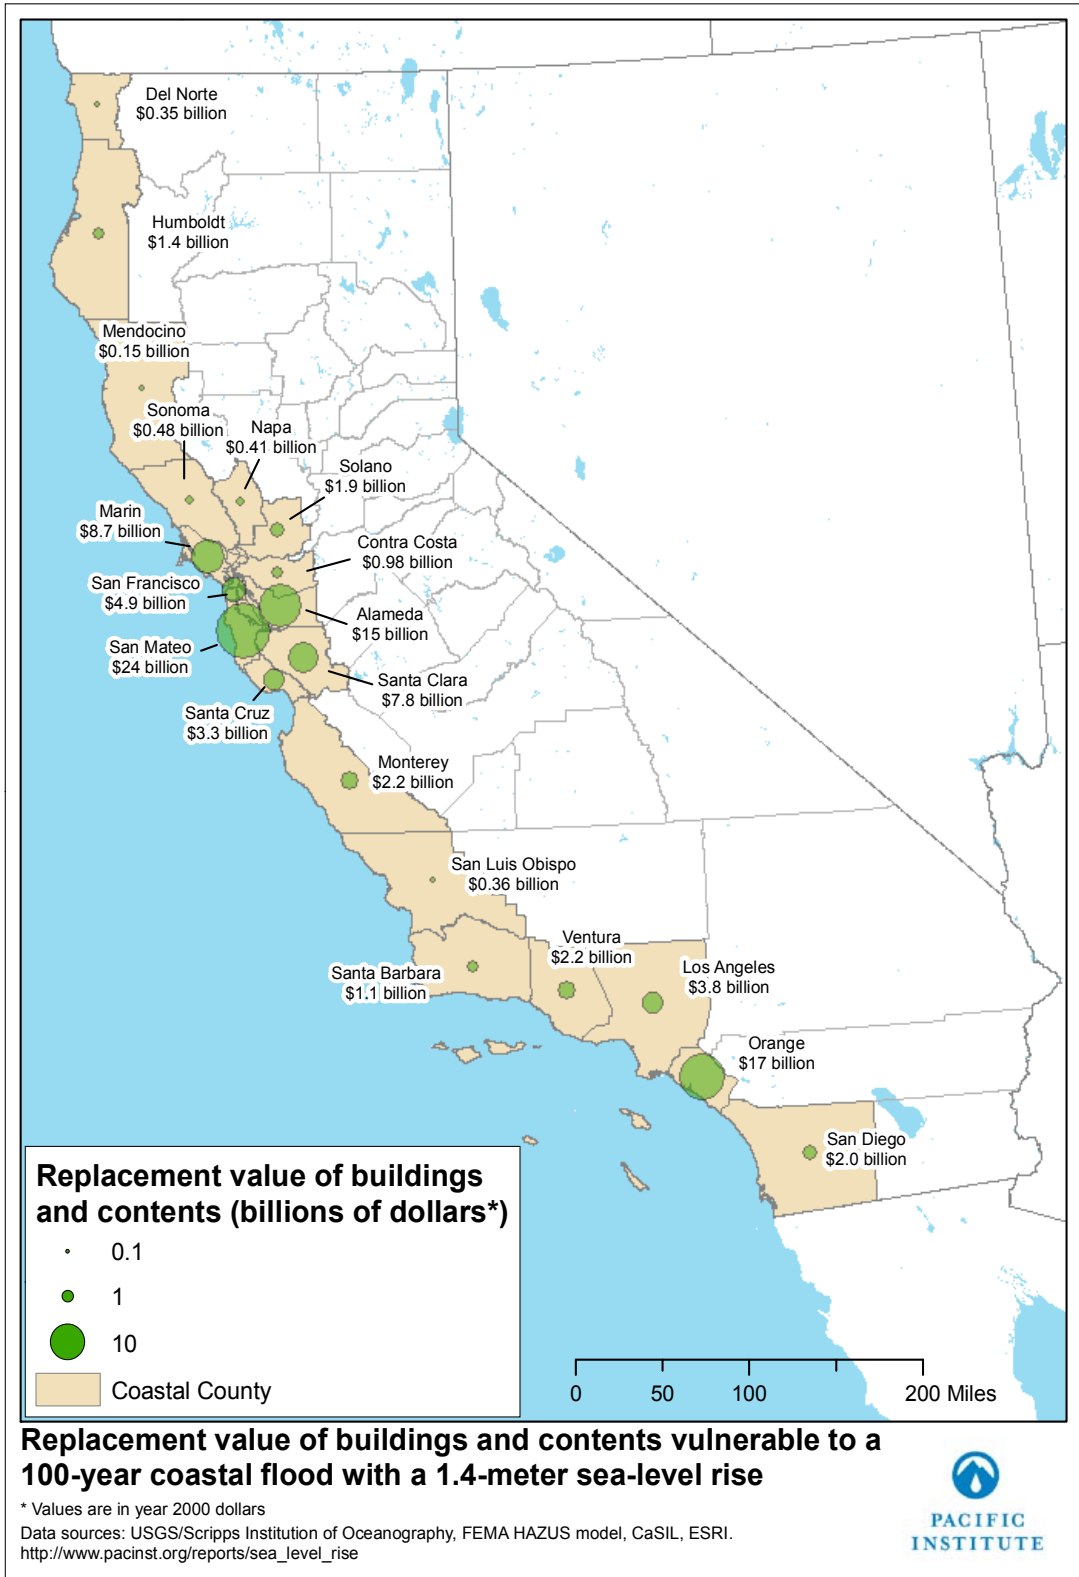 Del Norte
$0.35 billion
Humboldt
$1.4 billion
Mendocino
$0.15 billion
Sonoma
$0.48 billion
Napa
$0.41 billion
Solano
$1.9 billion
Marin
$8.7 billion
Contra Costa
$0.98 billion
San Francisco
$4.9 billion
Alameda
$15 billion
San Mateo
$24 billion
Santa Clara
$7.8 billion
Santa Cruz
$3.3 billion
Monterey
$2.2 billion
San Luis Obispo
$0.36 billion
Ventura
$2.2 billion
Santa Barbara
$1.1 billion
Los Angeles
$3.8 billion
Orange
$17 billion
San Diego
$2.0 billion
Replacement value of buildings
and contents (billions of dollars*)
0.1
1
10
Coastal County
0 50 100 200 Miles
Replacement value of buildings and contents vulnerable to a
100-year coastal flood with a 1.4-meter sea-level rise
* Values are in year 2000 dollars
Data sources: USGS/Scripps Institution of Oceanography, FEMA HAZUS model, CaSIL, ESRI.
http://www.pacinst.org/reports/sea_level_rise
PACIFIC
INSTITUTE